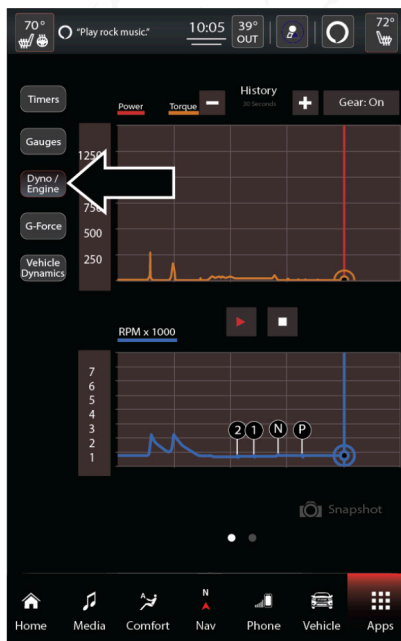 70°
"Play rock music."
10:05
39°
OUT
72°
Timers
Gauges
Dyno /
Engine
G-Force
Vehicle
Dynamics
Power
Torque
History
30 Seconds
Gear: On
500
250
RPM x 1000
7
6
5
4
3
2
1
2
1
N
P
Snapshot
N
Home
Media
Comfort
Nav
Phone
Vehicle
Apps